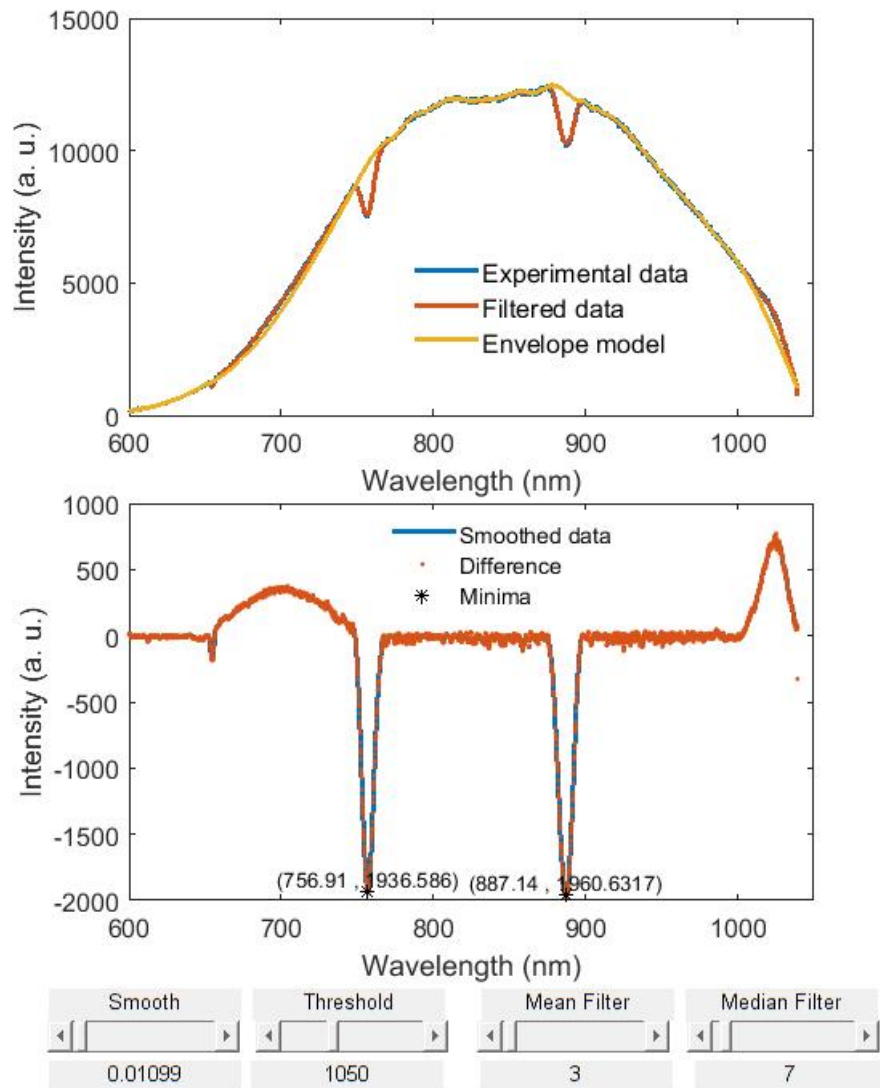 15000
10000
5000
0
Intensity (a. u.)
Experimental data
Filtered data
Envelope model
600 700 800 900 1000
Wavelength (nm)
1000
500
0
-500
-1000
-1500
-2000
Intensity (a. u.)
Smoothed data
Difference
Minima
(756.91 , 1936.586) (887.14 , 1960.6317)
600 700 800 900 1000
Wavelength (nm)
Smooth Threshold Mean Filter Median Filter
0.01099 1050 3 7